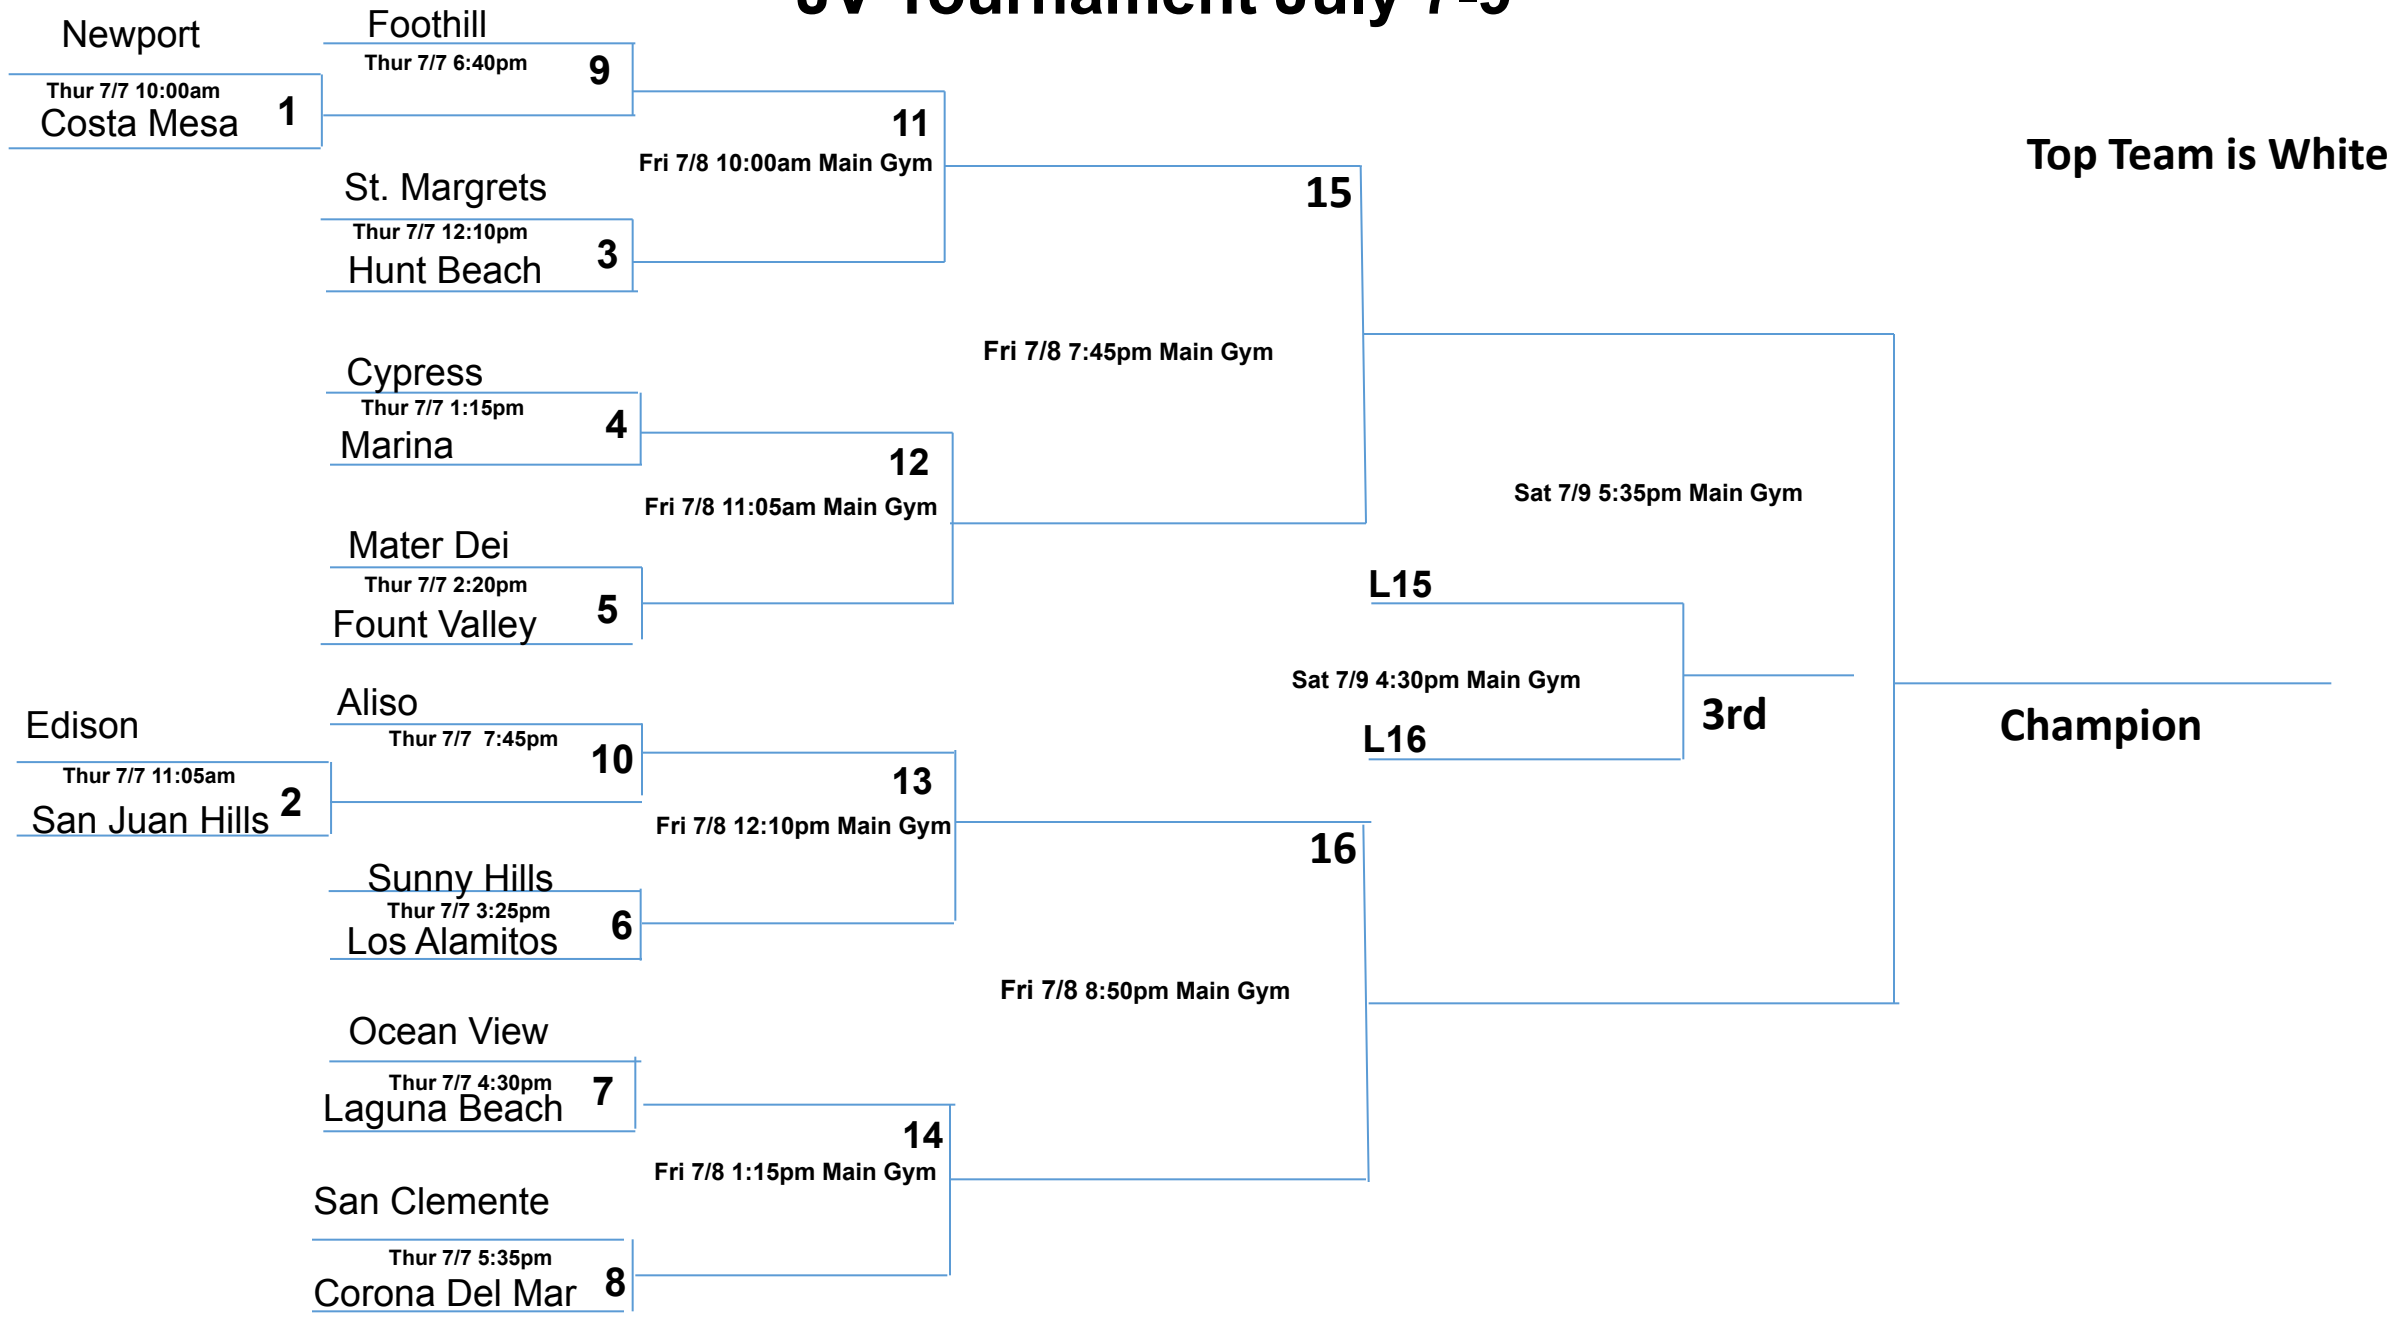 JV Tournament July 7-9
Newport
Thur 7/7 10:00am
Costa Mesa
1
Foothill
Thur 7/7 6:40pm
9
St. Margrets
Thur 7/7 12:10pm
Hunt Beach
3
11
Fri 7/8 10:00am Main Gym
Top Team is White
15
Cypress
Thur 7/7 1:15pm
Marina
4
Fri 7/8 7:45pm Main Gym
12
Fri 7/8 11:05am Main Gym
Mater Dei
Thur 7/7 2:20pm
Fount Valley
5
Sat 7/9 5:35pm Main Gym
L15
Sat 7/9 4:30pm Main Gym
L16
3rd
Champion
Edison
Thur 7/7 11:05am
San Juan Hills
2
Aliso
Thur 7/7 7:45pm
10
13
Fri 7/8 12:10pm Main Gym
Sunny Hills
Thur 7/7 3:25pm
Los Alamitos
6
16
Fri 7/8 8:50pm Main Gym
Ocean View
Thur 7/7 4:30pm
Laguna Beach
7
14
Fri 7/8 1:15pm Main Gym
San Clemente
Thur 7/7 5:35pm
Corona Del Mar
8